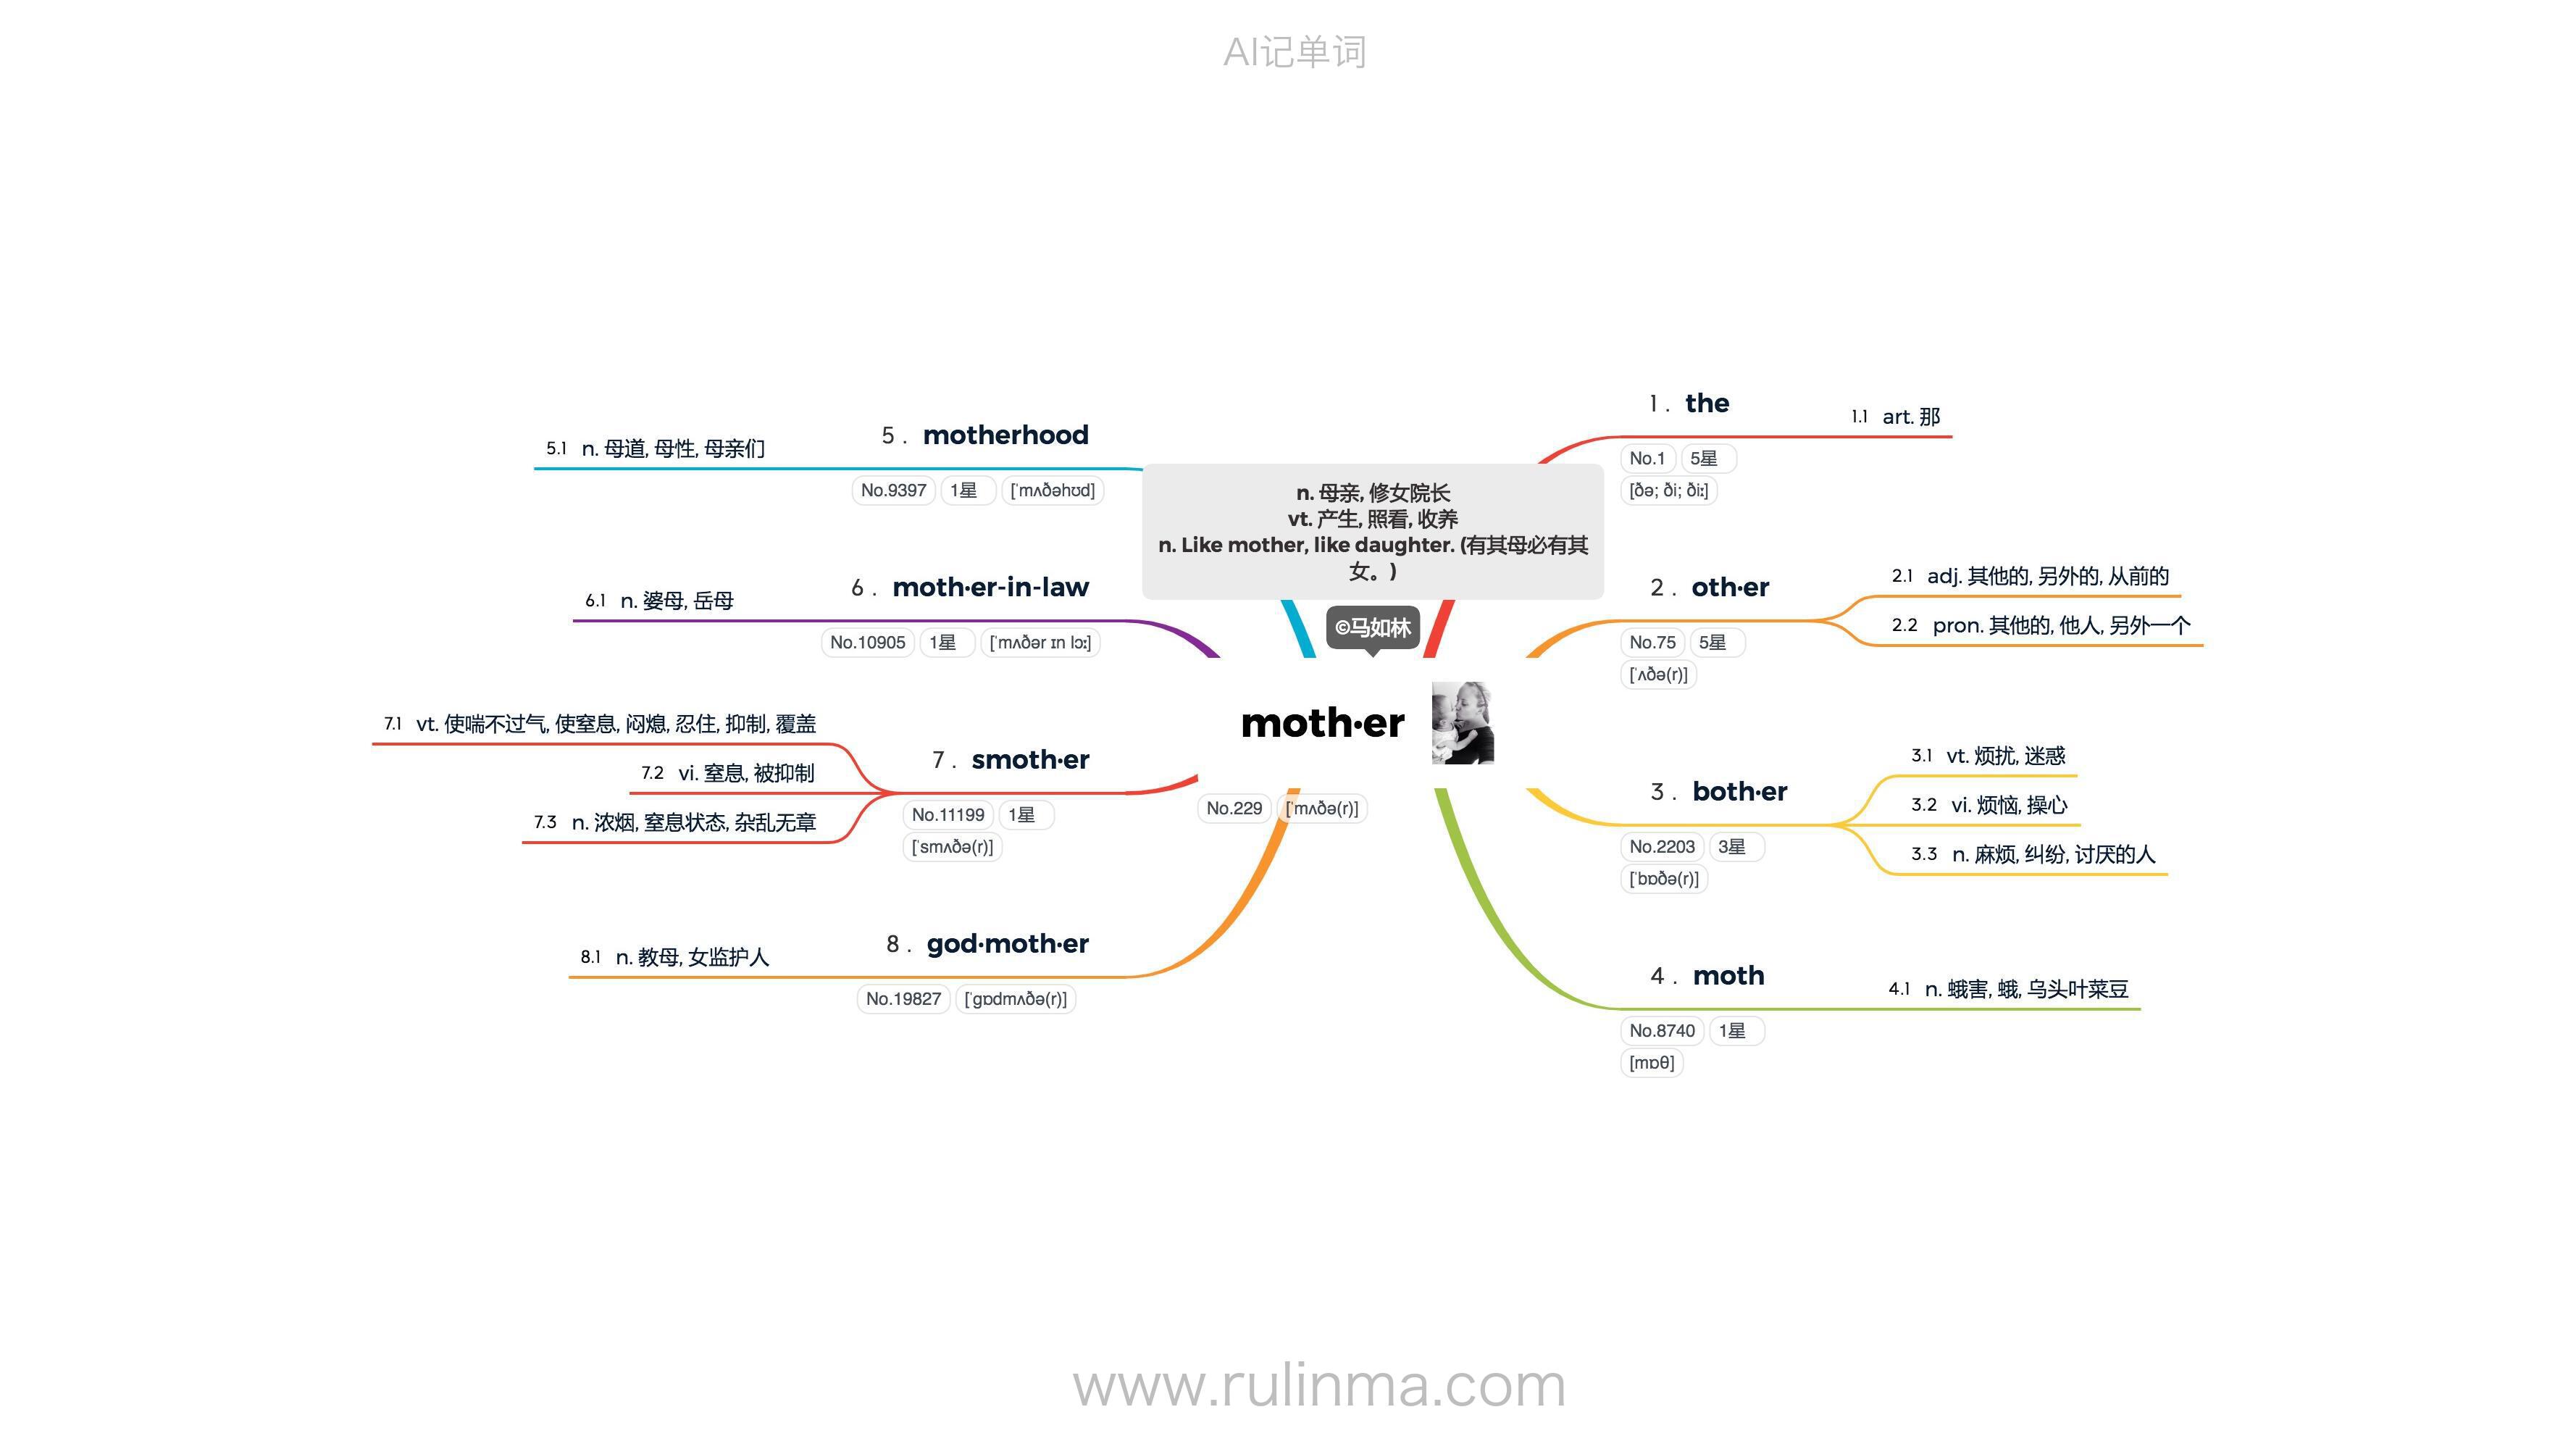 AI记单词
n. 母亲, 修女院长
vt. 产生, 照看, 收养
n. Like mother, like daughter. (有其母必有其
女。)
©马如林
moth·er
No.229 [ˈmʌðə(r)]
1 . the
No.1 5星
[ðə; ði; ðiː]
1.1 art. 那
2 . oth·er
No.75 5星
[ˈʌðə(r)]
2.1 adj. 其他的, 另外的, 从前的
2.2 pron. 其他的, 他人, 另外一个
3 . both·er
No.2203 3星
[ˈbɒðə(r)]
3.1 vt. 烦扰, 迷惑
3.2 vi. 烦恼, 操心
3.3 n. 麻烦, 纠纷, 讨厌的人
4 . moth
No.8740 1星
[mɒθ]
4.1 n. 蛾害, 蛾, 乌头叶菜豆
5 . motherhood
No.9397 1星 [ˈmʌðəhʊd]
5.1 n. 母道, 母性, 母亲们
6 . moth·er-in-law
No.10905 1星 [ˈmʌðər ɪn lɔː]
6.1 n. 婆母, 岳母
7 . smoth·er
No.11199 1星
[ˈsmʌðə(r)]
7.1 vt. 使喘不过气, 使窒息, 闷熄, 忍住, 抑制, 覆盖
7.2 vi. 窒息, 被抑制
7.3 n. 浓烟, 窒息状态, 杂乱无章
8 . god·moth·er
No.19827 [ˈɡɒdmʌðə(r)]
8.1 n. 教母, 女监护人
www.rulinma.com